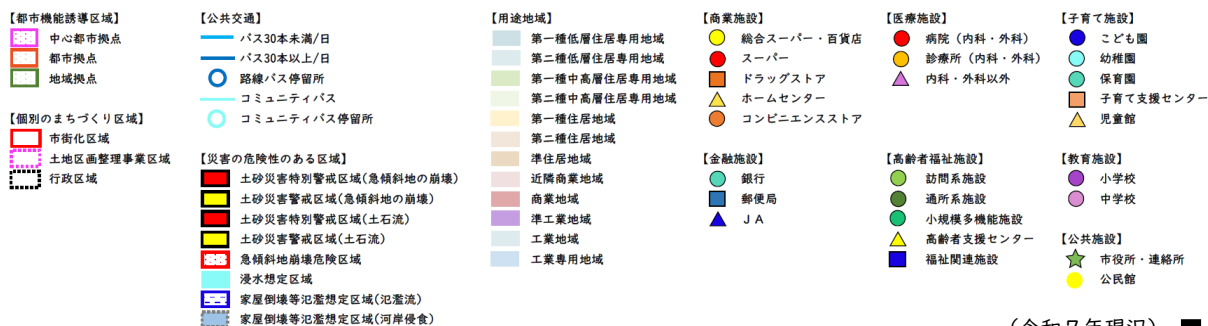 【都市機能誘導区域】
中心都市拠点
都市拠点
地域拠点
【個別のまちづくり区域】
市街化区域
土地区画整理事業区域
行政区域
【公共交通】
バス30本未満/日
バス30本以上/日
路線バス停留所
コミュニティバス
コミュニティバス停留所
【災害の危険性のある区域】
土砂災害特別警戒区域(急傾斜地の崩壊)
土砂災害警戒区域(急傾斜地の崩壊)
土砂災害特別警戒区域(土石流)
土砂災害警戒区域(土石流)
急傾斜地崩壊危険区域
浸水想定区域
家屋倒壊等氾濫想定区域(氾濫流)
家屋倒壊等氾濫想定区域(河岸侵食)
【用途地域】
第一種低層住居専用地域
第二種低層住居専用地域
第一種中高層住居専用地域
第二種中高層住居専用地域
第一種住居地域
第二種住居地域
準住居地域
近隣商業地域
商業地域
準工業地域
工業地域
工業専用地域
【商業施設】
総合スーパー・百貨店
スーパー
ドラッグストア
ホームセンター
コンビニエンスストア
【金融施設】
銀行
郵便局
JA
【医療施設】
病院(内科・外科)
診療所(内科・外科)
内科・外科以外
【高齢者福祉施設】
訪問系施設
通所系施設
小規模多機能施設
高齢者支援センター
福祉関連施設
【子育て施設】
こども園
幼稚園
保育園
子育て支援センター
児童館
【教育施設】
小学校
中学校
【公共施設】
市役所・連絡所
公民館